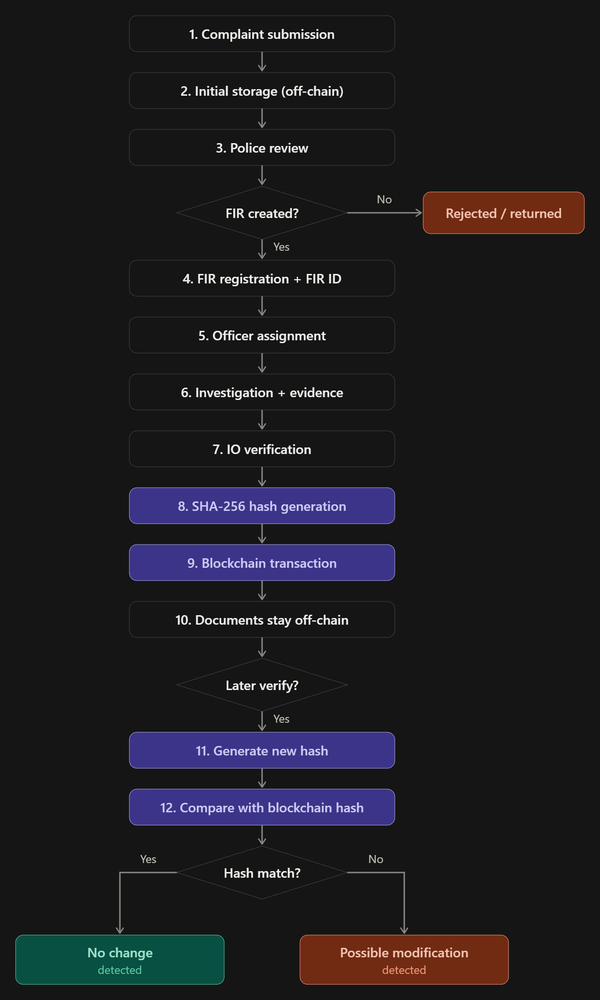 1. Complaint submission
2. Initial storage (off-chain)
3. Police review
FIR created?
No
Rejected / returned
Yes
4. FIR registration + FIR ID
5. Officer assignment
6. Investigation + evidence
7. IO verification
8. SHA-256 hash generation
9. Blockchain transaction
10. Documents stay off-chain
Later verify?
Yes
11. Generate new hash
12. Compare with blockchain hash
Yes
Hash match?
No
No change
detected
Possible modification
detected